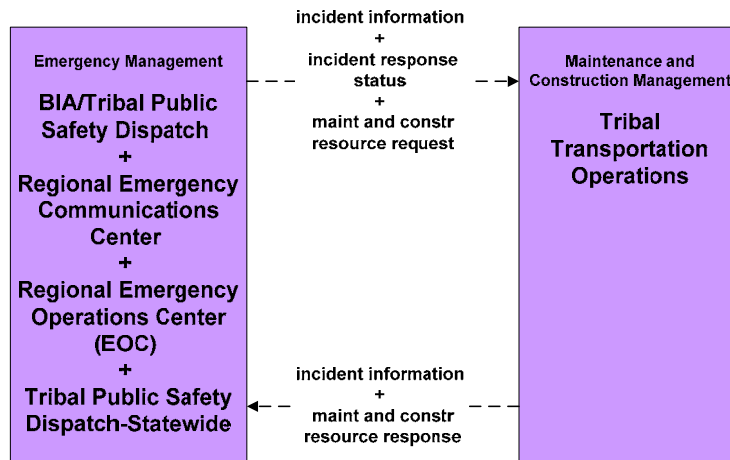 Emergency Management
BIA/Tribal Public
Safety Dispatch
+
Regional Emergency
Communications
Center
+
Regional Emergency
Operations Center
(EOC)
+
Tribal Public Safety
Dispatch-Statewide
incident information
+
incident response
status
+
maint and constr
resource request
incident information
+
maint and constr
resource response
Maintenance and
Construction Management
Tribal
Transportation
Operations